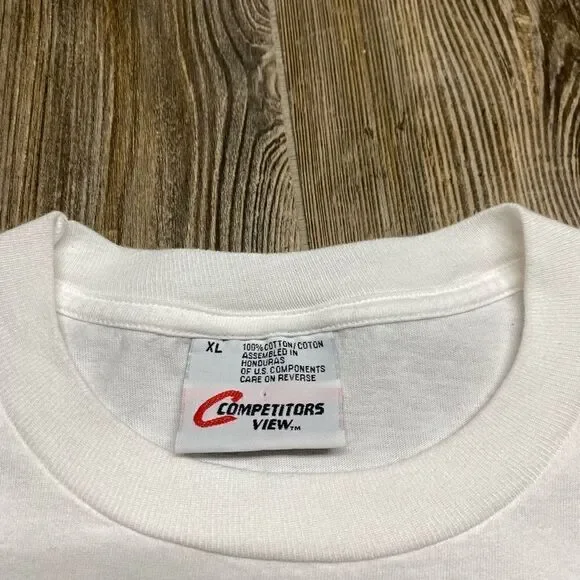 XL 100% COTTON/COTON
ASSEMBLED IN
HONDURAS
OF U.S. COMPONENTS
CARE ON REVERSE
COMPETITORS
VIEW™